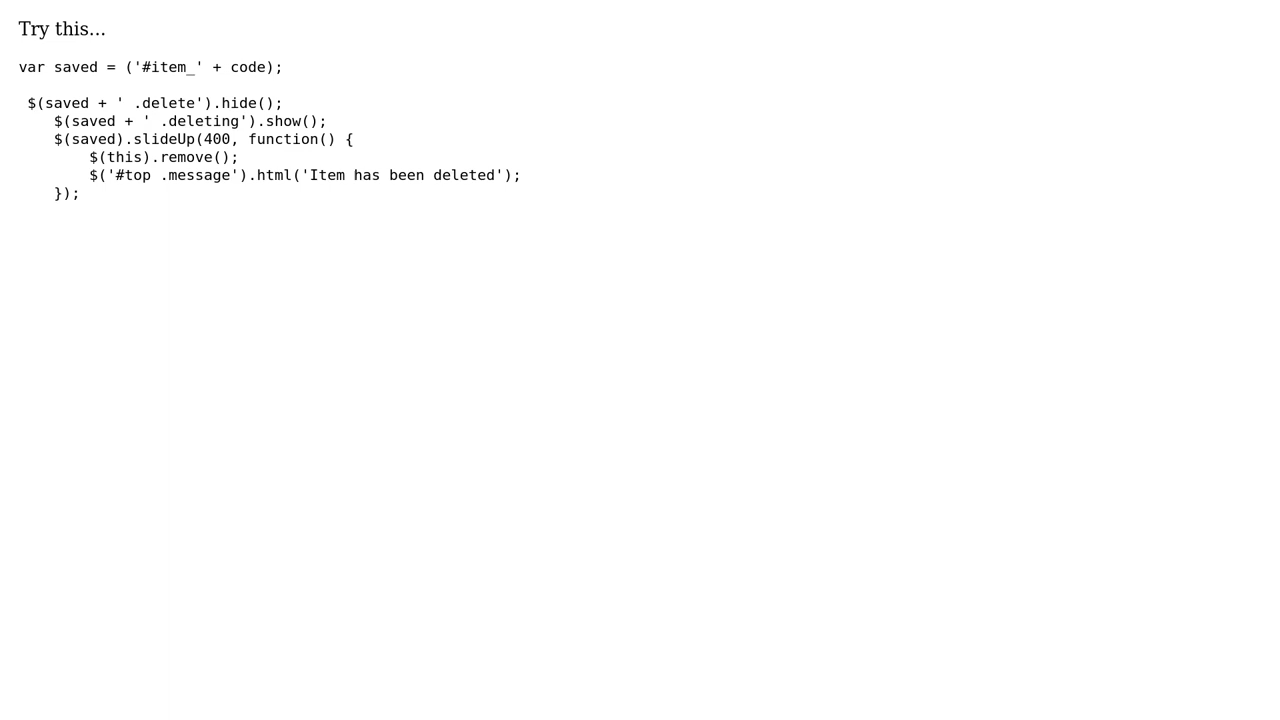 Try this...
var saved = ('#item_' + code);
$(saved + ' .delete').hide();
$(saved + ' .deleting').show();
$(saved).slideUp(400, function() {
$(this).remove();
$('#top .message').html('Item has been deleted');
});